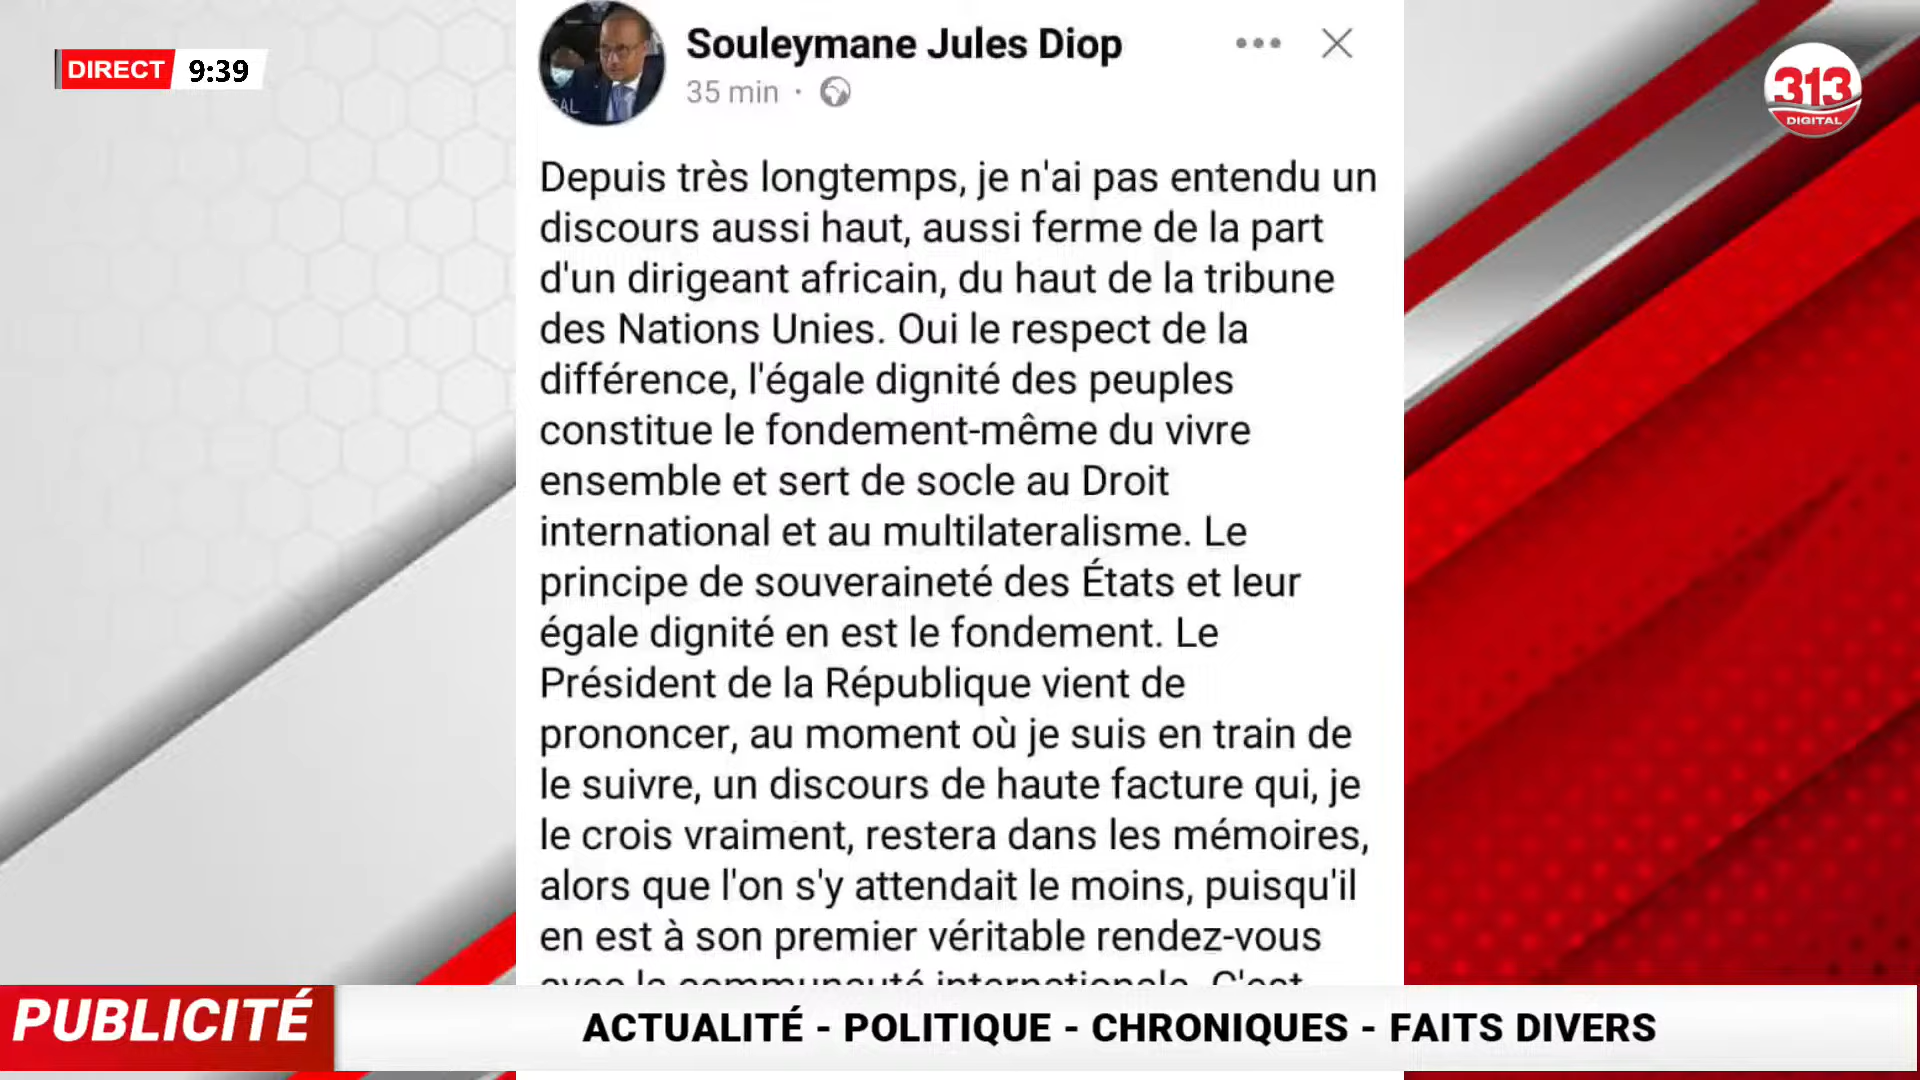 DIRECT 9:39
313
DIGITAL
SAL
Souleymane Jules Diop
35 min
Depuis très longtemps, je n'ai pas entendu un
discours aussi haut, aussi ferme de la part
d'un dirigeant africain, du haut de la tribune
des Nations Unies. Oui le respect de la
différence, l'égale dignité des peuples
constitue le fondement-même du vivre
ensemble et sert de socle au Droit
international et au multilateralisme. Le
principe de souveraineté des États et leur
égale dignité en est le fondement. Le
Président de la République vient de
prononcer, au moment où je suis en train de
le suivre, un discours de haute facture qui, je
le crois vraiment, restera dans les mémoires,
alors que l'on s'y attendait le moins, puisqu'il
en est à son premier véritable rendez-vous
avec la communauté internationale. C'est
PUBLICITÉ
ACTUALITÉ - POLITIQUE - CHRONIQUES - FAITS DIVERS